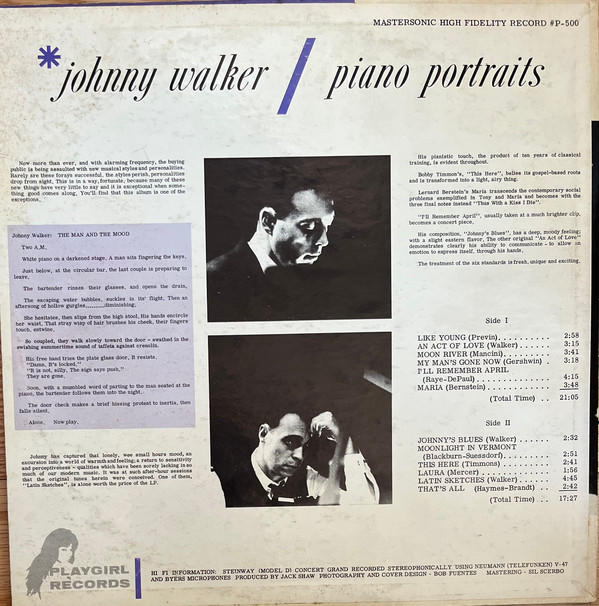 MASTERSONIC HIGH FIDELITY RECORD #P-500
*johnny walker / piano portraits
Now more than ever, and with alarming frequency, the buying
public is being assaulted with new musical styles and personalities.
Rarely are these forays successful, the styles perish, personalities
drop from sight. This is in a way, fortunate, because many of these
new things have very little to say and it is exceptional when some-
thing good comes along. You'll find that this album is one of the
exceptions.
Johnny Walker: THE MAN AND THE MOOD
Two A.M.
White piano on a darkened stage. A man sits fingering the keys.
Just below, at the circular bar, the last couple is preparing to
leave.
The bartender rinses their glasses, and opens the drain.
The escaping water bubbles, suckles in its' flight. Then an
aftersong of hollow gurgles........diminishing.
She hesitates, then slips from the high stool. His hands encircle
her waist. That stray wisp of hair brushes his cheek, their fingers
touch, entwine.
So coupled, they walk slowly toward the door - swathed in the
swishing summertime sound of taffeta against crenolin.
His free hand tries the plate glass door. It resists.
"Damn. It's locked."
"It is not, silly. The sign says push."
They are gone.
Soon, with a mumbled word of parting to the man seated at the
piano, the bartender follows them into the night.
The door check makes a brief hissing protest to inertia, then
falls silent.
Alone. Now play.
Johnny has captured that lonely, wee small hours mood, an
excursion into a world of warmth and feeling; a return to sensitivity
and perceptiveness - qualities which have been sorely lacking in so
much of our modern music. It was at such after-hour sessions
that the original tunes herein were conceived. One of them,
"Latin Sketches", is alone worth the price of the LP.
His pianistic touch, the product of ten years of classical
training, is evident throughout.
Bobby Timmon's, "This Here", belies its gospel-based roots
and is transformed into a light, airy thing.
Lernard Berstein's Maria transcends the contemporary social
problems exemplified in Tony and Maria and becomes with the
three final notes instead "This With a Kiss I Die".
"I'll Remember April", usually taken at a much brighter clip,
becomes a concert piece.
His composition, "Johnny's Blues", has a deep, moody feeling;
with a slight eastern flavor. The other original "An Act of Love"
demonstrates clearly his ability to communicate - to allow an
emotion to express itself, through his hands.
The treatment of the six standards is fresh, unique and exciting.
Side I
LIKE YOUNG (Previn) .......... 2:58
AN ACT OF LOVE (Walker) ...... 3:15
MOON RIVER (Mancini) ......... 3:41
MY MAN'S GONE NOW (Gershwin) . 3:18
I'LL REMEMBER APRIL
(Raye-DePaul) ................ 4:15
MARIA (Bernstein) ............ 3:48
(Total Time) . 21:05
Side II
JOHNNY'S BLUES (Walker) ...... 2:32
MOONLIGHT IN VERMONT
(Blackburn-Suessdorf) ........ 2:51
THIS HERE (Timmons) .......... 2:41
LAURA (Mercer) ............... 1:56
LATIN SKETCHES (Walker) ...... 4:45
THAT'S ALL (Haymes-Brandt) .. 2:42
(Total Time) .. 17:27
PLAYGIRL
RECORDS
HI FI INFORMATION: STEINWAY (MODEL D) CONCERT GRAND RECORDED STEREOPHONICALLY USING NEUMANN (TELEFUNKEN) V-47
AND BYERS MICROPHONES PRODUCED BY JACK SHAW PHOTOGRAPHY AND COVER DESIGN - BOB FUENTES MASTERING - SIL SCERBO